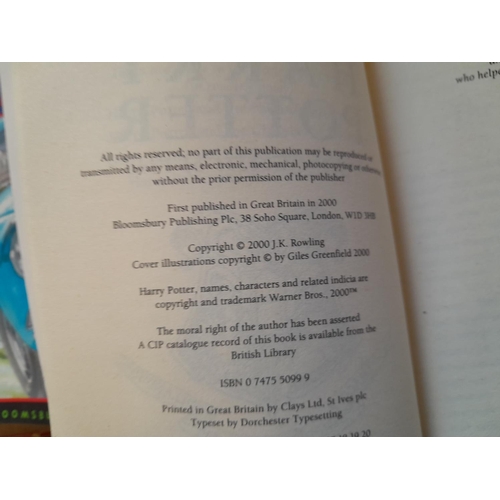 who helpe
All rights reserved; no part of this publication may be reproduced or
transmitted by any means, electronic, mechanical, photocopying or otherwise
without the prior permission of the publisher
First published in Great Britain in 2000
Bloomsbury Publishing Plc, 38 Soho Square, London, W1D 3HB
Copyright © 2000 J.K. Rowling
Cover illustrations copyright © by Giles Greenfield 2000
Harry Potter, names, characters and related indicia are
copyright and trademark Warner Bros., 2000™
The moral right of the author has been asserted
A CIP catalogue record of this book is available from the
British Library
ISBN 0 7475 5099 9
Printed in Great Britain by Clays Ltd, St Ives plc
Typeset by Dorchester Typesetting
19 20
OOMSBU